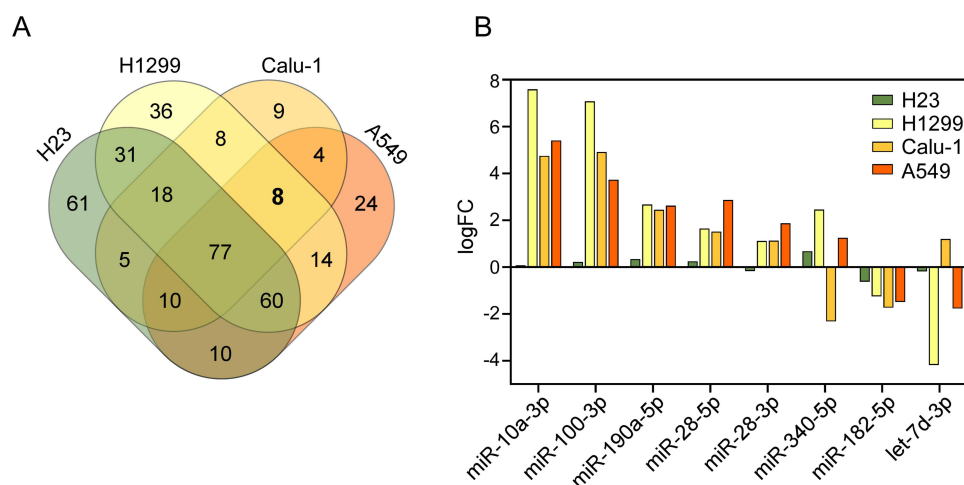 A
H1299
Calu-1
H23
A549
36
9
31
8
4
61
18
8
24
5
77
14
10
60
10
B
logFC
8
6
4
2
0
-2
-4
H23
H1299
Calu-1
A549
miR-10a-3p
miR-100-3p
miR-190a-5p
miR-28-5p
miR-28-3p
miR-340-5p
miR-182-5p
let-7d-3p